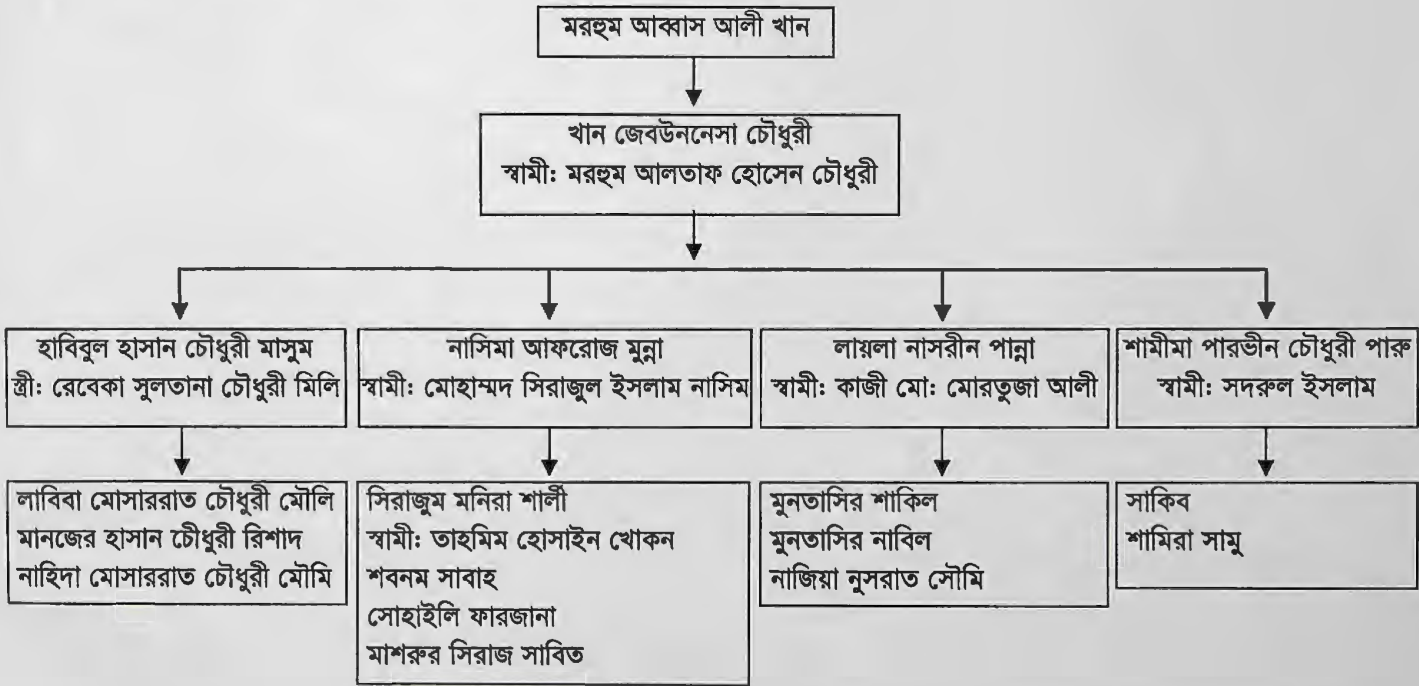 মরহুম আব্বাস আলী খান
খান জেবউননেসা চৌধুরী
স্বামী: মরহুম আলতাফ হোসেন চৌধুরী
হাবিবুল হাসান চৌধুরী মাসুম
স্ত্রী: রেবেকা সুলতানা চৌধুরী মিলি
নাসিমা আফরোজ মুন্না
স্বামী: মোহাম্মদ সিরাজুল ইসলাম নাসিম
লায়লা নাসরীন পান্না
স্বামী: কাজী মো: মোরতুজা আলী
শামীমা পারভীন চৌধুরী পারু
স্বামী: সদরুল ইসলাম
লাবিবা মোসাররাত চৌধুরী মৌলি
মানজের হাসান চৌধুরী রিশাদ
নাহিদা মোসাররাত চৌধুরী মৌমি
সিরাজুম মনিরা শার্লী
স্বামী: তাহমিম হোসাইন খোকন
শবনম সাবাহ
সোহাইলি ফারজানা
মাশরুর সিরাজ সাবিত
মুনতাসির শাকিল
মুনতাসির নাবিল
নাজিয়া নুসরাত সৌমি
সাকিব
শামিরা সামু